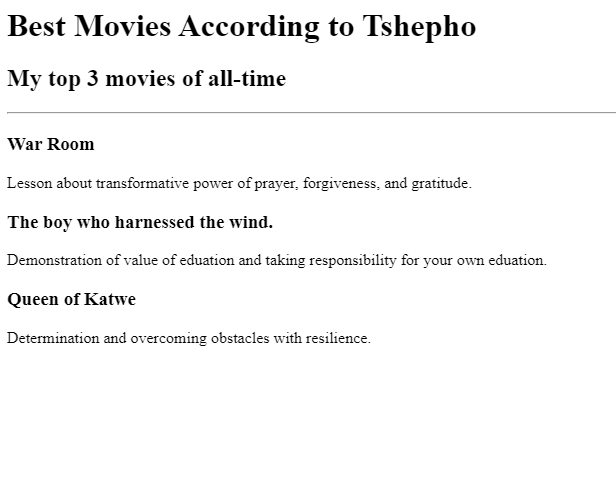 Best Movies According to Tshepho
My top 3 movies of all-time
War Room
Lesson about transformative power of prayer, forgiveness, and gratitude.
The boy who harnessed the wind.
Demonstration of value of eduation and taking responsibility for your own eduation.
Queen of Katwe
Determination and overcoming obstacles with resilience.